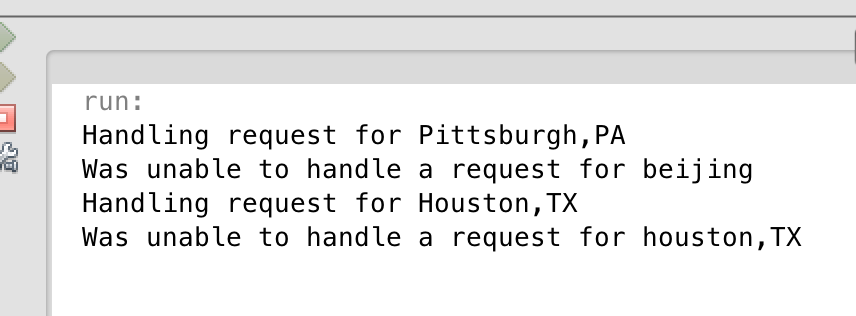 run:
Handling request for Pittsburgh,PA
Was unable to handle a request for beijing
Handling request for Houston,TX
Was unable to handle a request for houston,TX